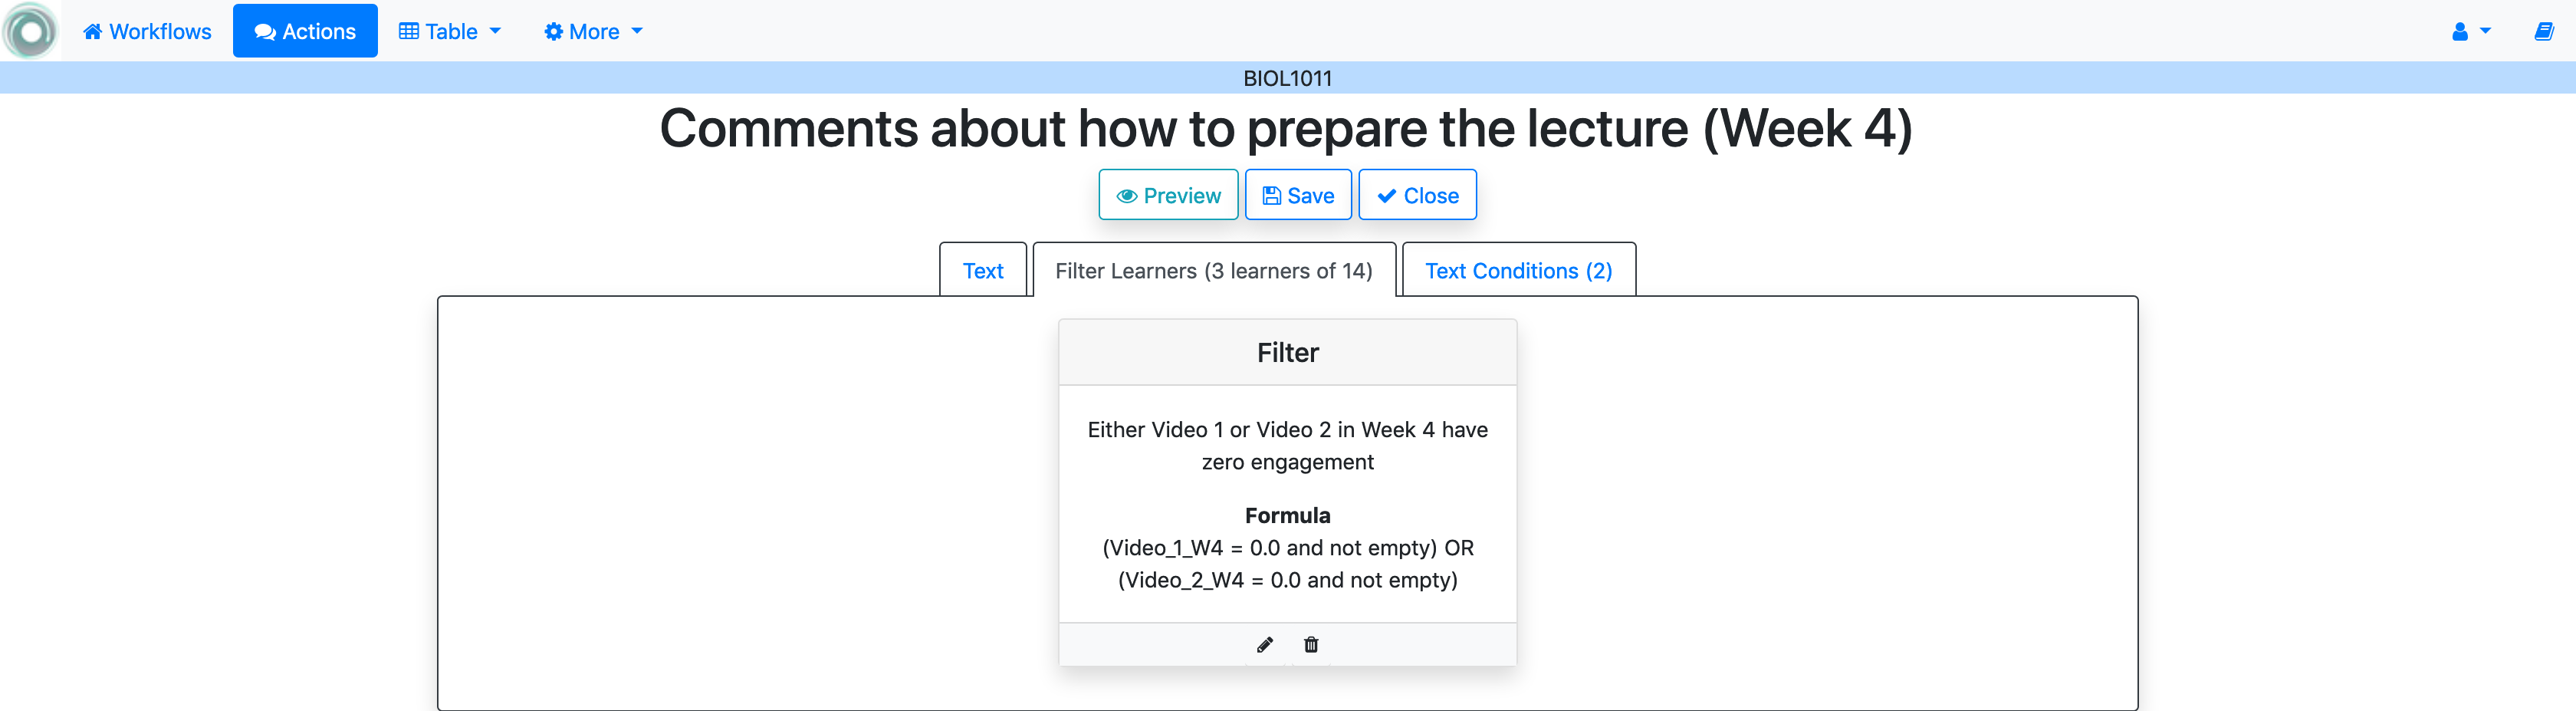 Workflows Actions Table More
BIOL1011
Comments about how to prepare the lecture (Week 4)
Preview Save Close
Text Filter Learners (3 learners of 14) Text Conditions (2)
Filter
Either Video 1 or Video 2 in Week 4 have
zero engagement
Formula
(Video_1_W4 = 0.0 and not empty) OR
(Video_2_W4 = 0.0 and not empty)